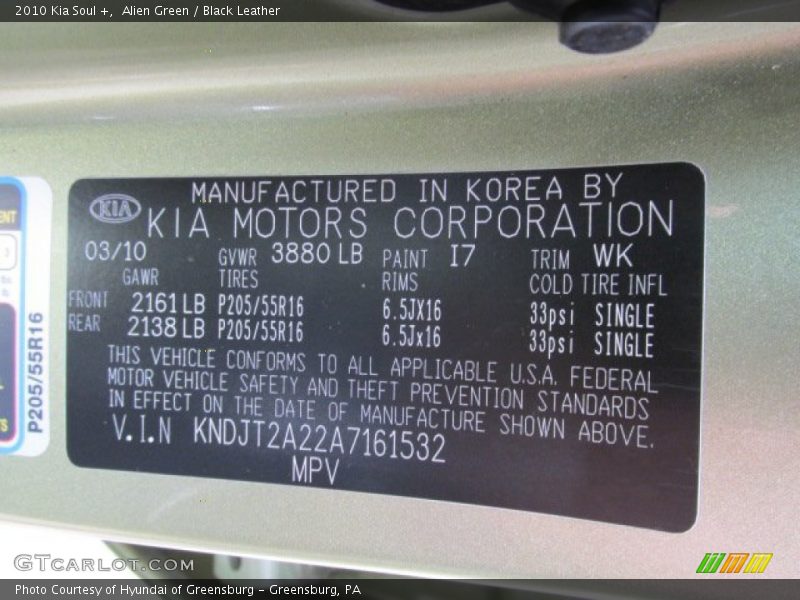 2010 Kia Soul +, Alien Green / Black Leather
MANUFACTURED IN KOREA BY
KIA KIA MOTORS CORPORATION
03/10 GVWR 3880 LB PAINT I7 TRIM WK
GAWR TIRES RIMS COLD TIRE INFL
FRONT 2161 LB P205/55R16 6.5JX16 33psi SINGLE
REAR 2138 LB P205/55R16 6.5Jx16 33psi SINGLE
THIS VEHICLE CONFORMS TO ALL APPLICABLE U.S.A. FEDERAL
MOTOR VEHICLE SAFETY AND THEFT PREVENTION STANDARDS
IN EFFECT ON THE DATE OF MANUFACTURE SHOWN ABOVE.
V.I.N KNDJT2A22A7161532
MPV
P205/55R16
GTCARLOT.COM
Photo Courtesy of Hyundai of Greensburg - Greensburg, PA